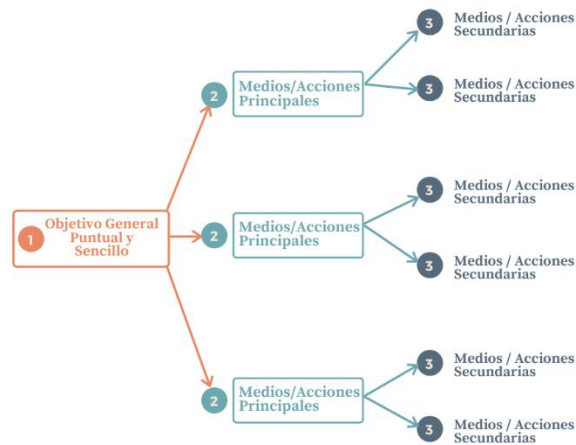 1
Objetivo General
Puntual y
Sencillo
2
Medios/Acciones
Principales
3
Medios / Acciones
Secundarias
3
Medios / Acciones
Secundarias
2
Medios/Acciones
Principales
3
Medios / Acciones
Secundarias
3
Medios / Acciones
Secundarias
2
Medios/Acciones
Principales
3
Medios / Acciones
Secundarias
3
Medios / Acciones
Secundarias